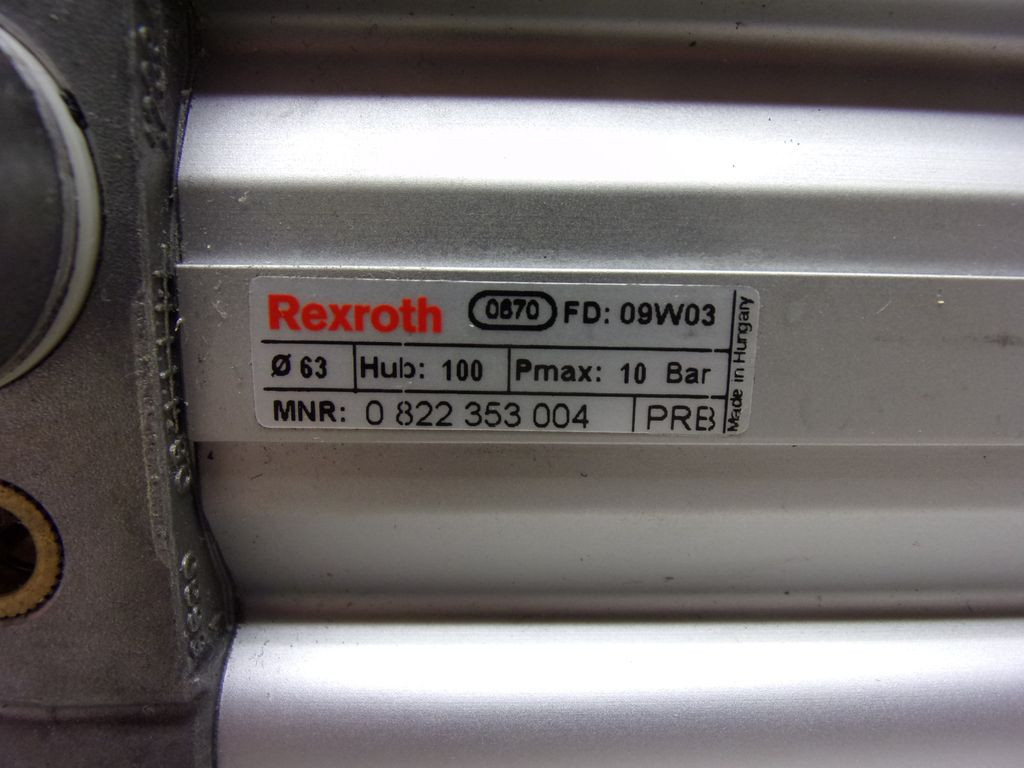 Rexroth 0870 FD: 09W03
Ø 63 Hub: 100 Pmax: 10 Bar
MNR: 0 822 353 004 PRB
Made in Hungary